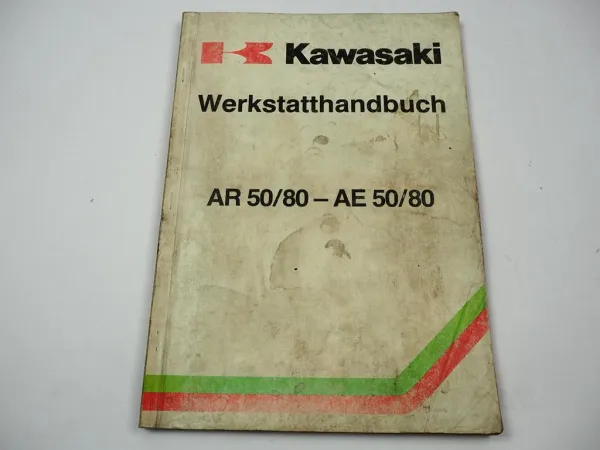 Kawasaki
Werkstatthandbuch
AR 50/80 – AE 50/80